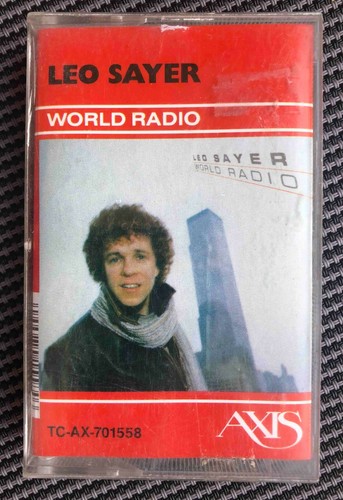 LEO SAYER
WORLD RADIO
LEO SAYER
WORLD RADIO
TC-AX-701558
AXIS